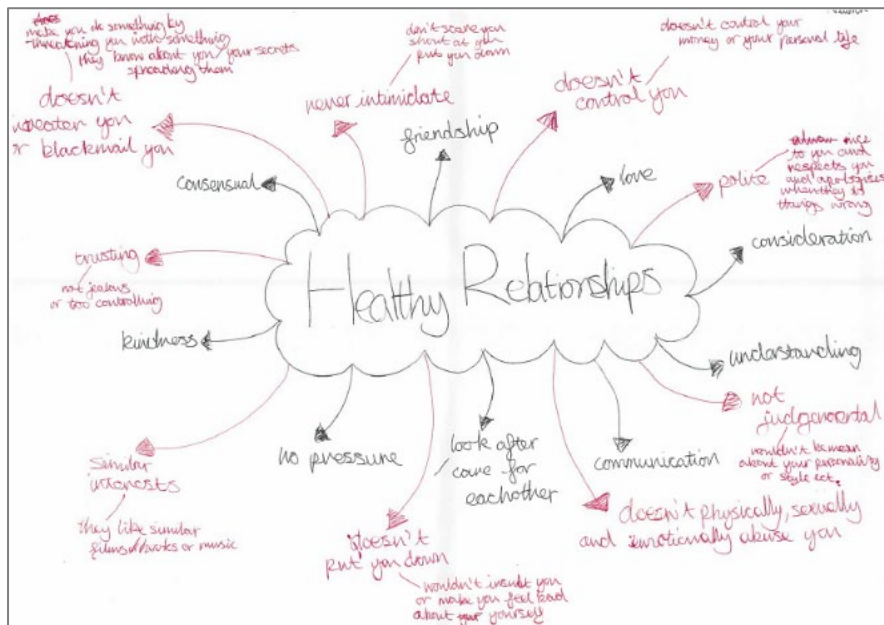 make you do something by
threatening you with something
they know about you / your secrets
spreading them
doesn't
or blackmail you
don't scare you
shout at you
put you down
never intimidate
doesn't control your
money or your personal life
doesn't
control you
friendship
consensual
love
polite
nice
to you and
respects you
and apologises
when they do
things wrong
trusting
not jealous
or too controlling
consideration
Healthy Relationships
kindness
understanding
not
judgemental
wouldn't be mean
about your personality
or style ect.
similar
interests
they like similar
films/books or music
no pressure
look after
care for
eachother
communication
doesn't physically, sexually
and emotionally abuse you
doesn't
put you down
wouldn't insult you
or make you feel bad
about yourself